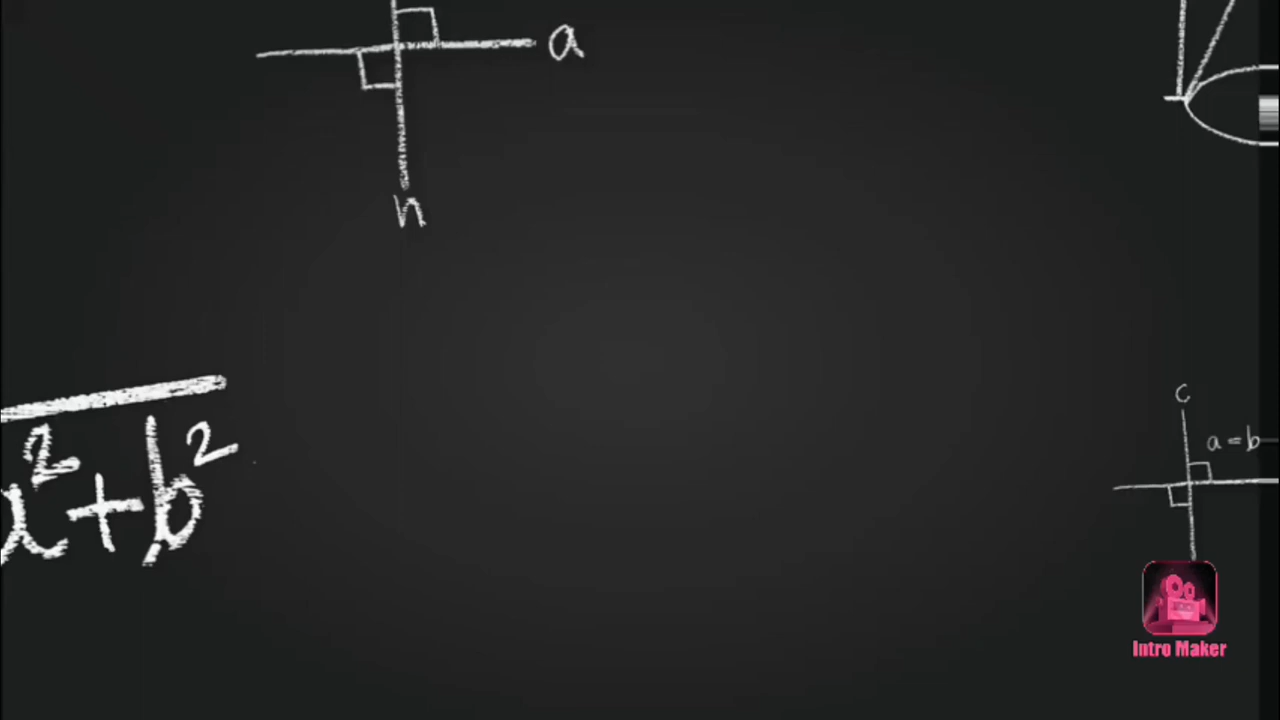 a
n
a²+b²
c
a=b
Intro Maker